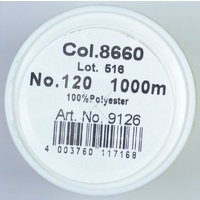 Col.8660
Lot. 516
No.120 1000m
100%Polyester
Art. No. 9126
4 003760 117168